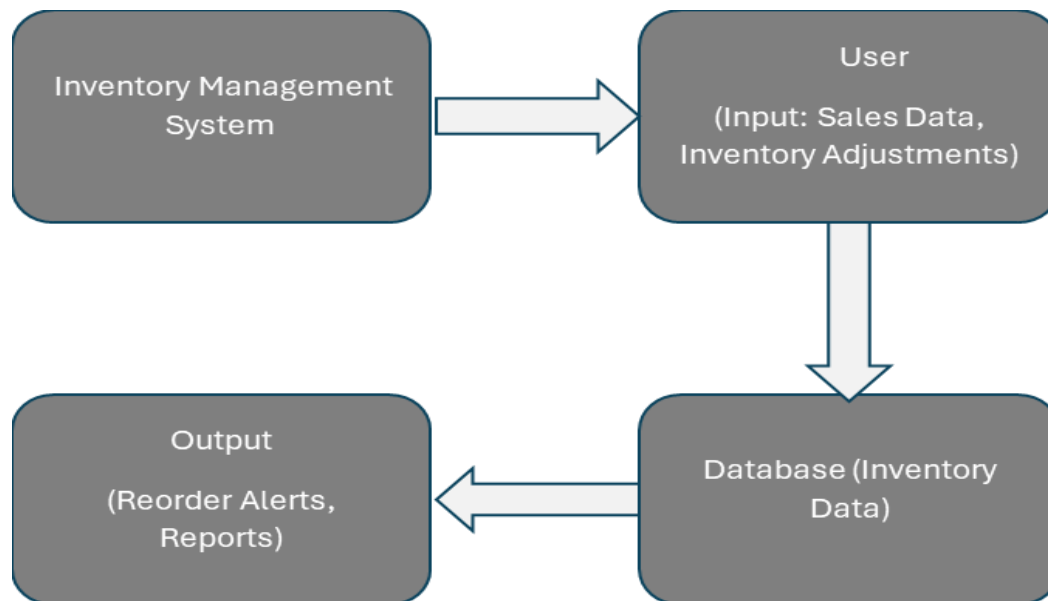 Inventory Management
System
User
(Input: Sales Data,
Inventory Adjustments)
Output
(Reorder Alerts,
Reports)
Database (Inventory
Data)